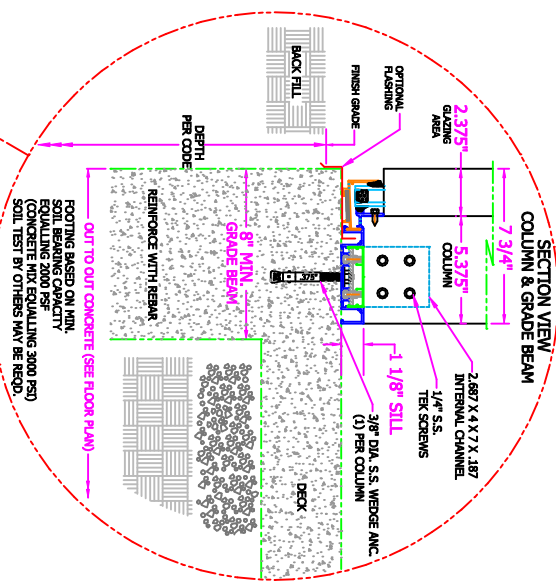 SECTION VIEW
COLUMN & GRADE BEAM
7 3/4"
2.375"
GLAZING
AREA
5.375"
COLUMN
2.687 X 4 X 7 X .187
INTERNAL CHANNEL
1/4" S.S.
TEK SCREWS
1 1/8" SILL
3/8" DIA. S.S. WEDGE ANC.
(1) PER COLUMN
OPTIONAL
FLASHING
FINISH GRADE
BACK FILL
.375"
8" MIN
GRADE BEAM
DECK
DEPTH
PER CODE
REINFORCE WITH REBAR
OUT TO OUT CONCRETE (SEE FLOOR PLAN)
FOOTING BASED ON MIN.
SOIL BEARING CAPACITY
EQUALLING 2000 PSF
(CONCRETE MIX EQUALLING 3000 PSI)
SOIL TEST BY OTHERS MAY BE REQD.